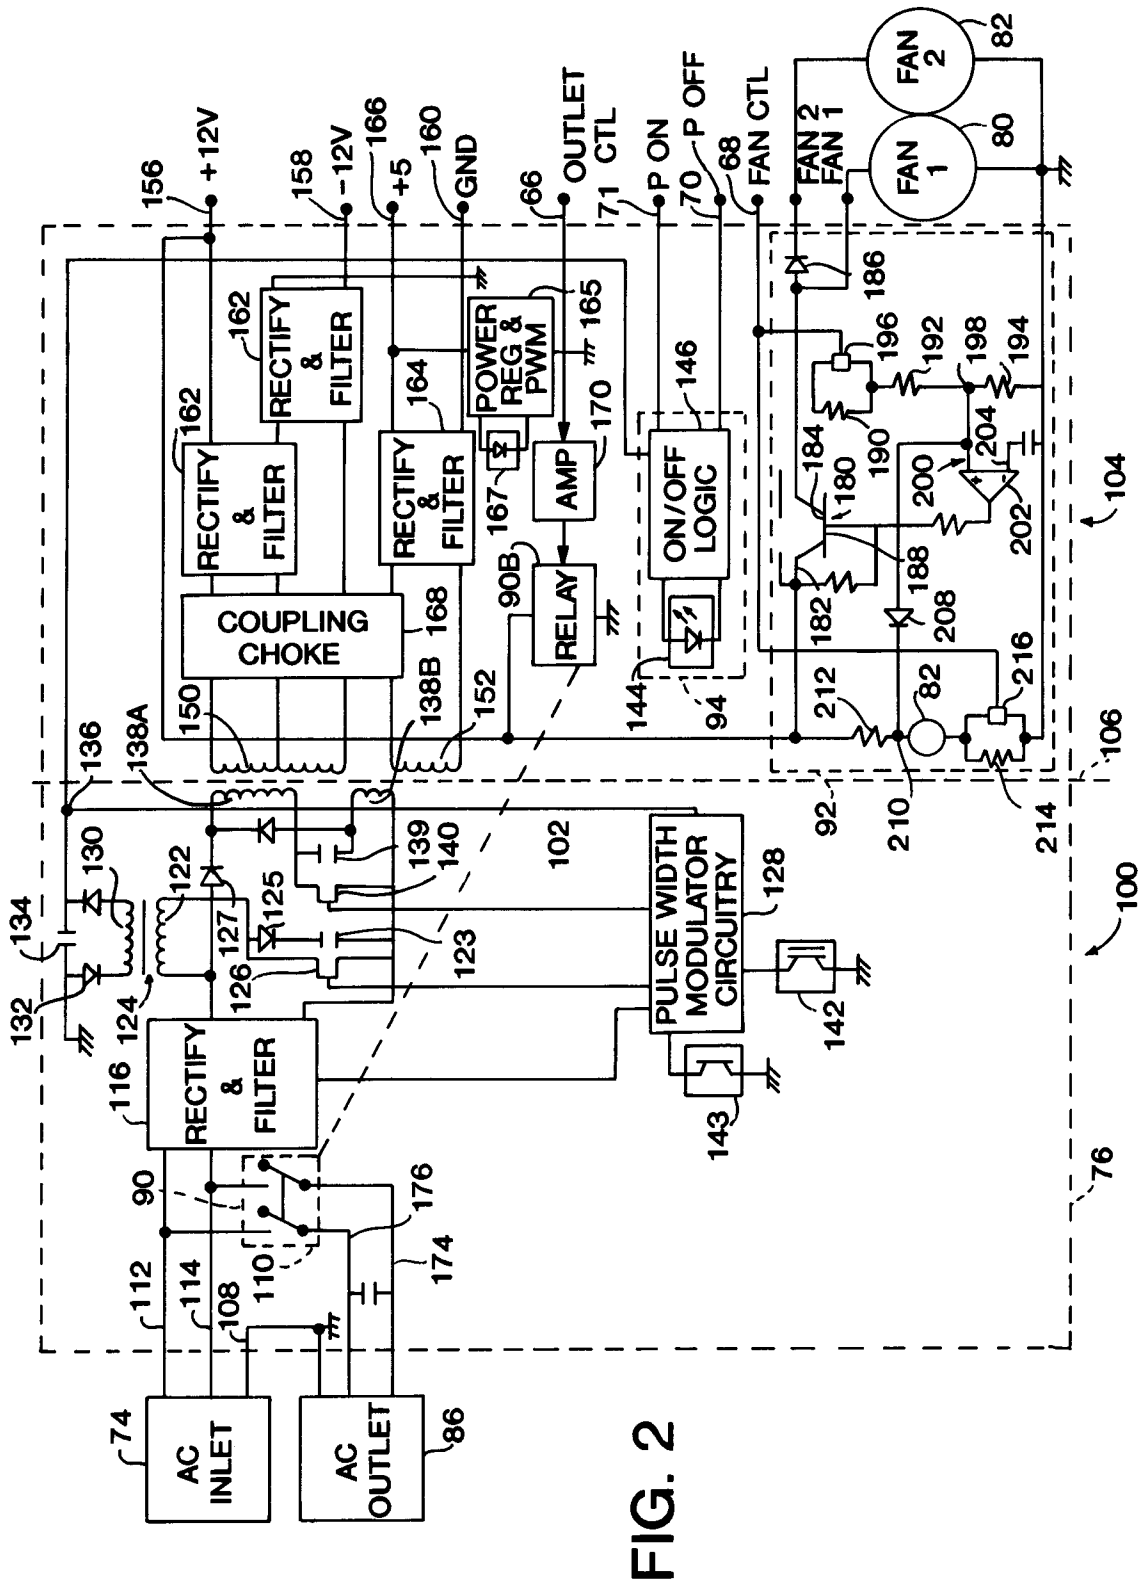 134
136
132
130
138A
150
162
162
156
+12V
124
122
158
-12V
116
127
125
COUPLING
CHOKE
168
RECTIFY
&
FILTER
RECTIFY
&
FILTER
166
+5
74
AC
INLET
112
114
108
90
RECTIFY
&
FILTER
126
123
139
140
138B
152
RECTIFY
&
FILTER
164
POWER
REG &
PWM
165
167
160
GND
110
176
174
AC
OUTLET
86
102
90B
RELAY
AMP
170
66
OUTLET
CTL
143
142
PULSE WIDTH
MODULATOR
CIRCUITRY
128
144
94
ON/OFF
LOGIC
146
71
P ON
70
P OFF
68
FAN CTL
FAN 2
FAN 1
92
210
212
182
188
180
184
190
196
192
198
194
186
200
204
202
208
82
216
214
106
FAN
1
80
FAN
2
82
76
100
104
FIG. 2